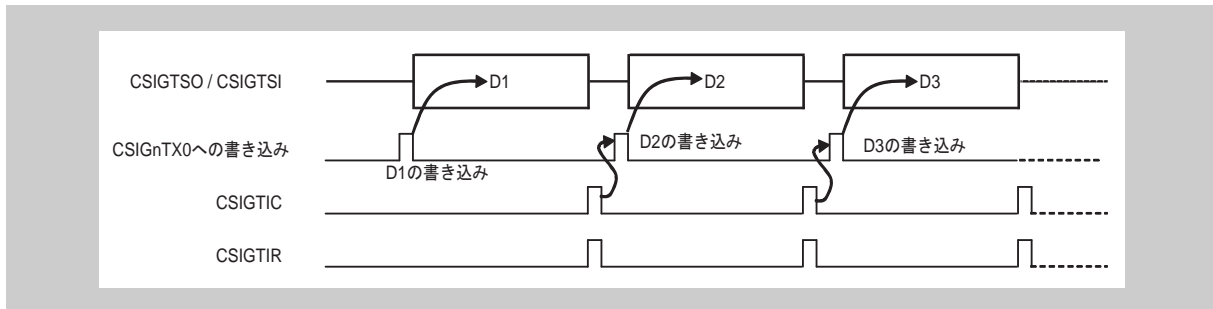 CSIGTSO / CSIGTSI
D1
D2
D3
CSIGnTX0への書き込み
D1の書き込み
D2の書き込み
D3の書き込み
CSIGTIC
CSIGTIR